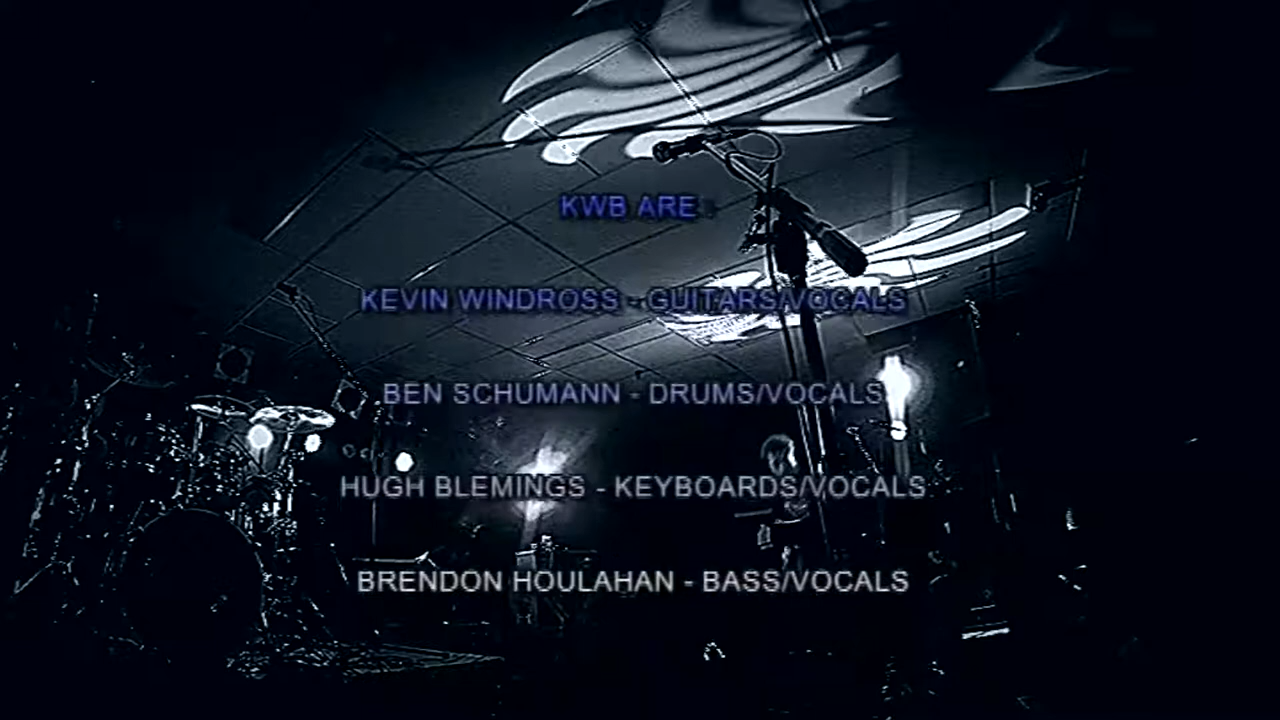 KWB ARE :
KEVIN WINDROSS - GUITARS/VOCALS
BEN SCHUMANN - DRUMS/VOCALS
HUGH BLEMINGS - KEYBOARDS/VOCALS
BRENDON HOULAHAN - BASS/VOCALS